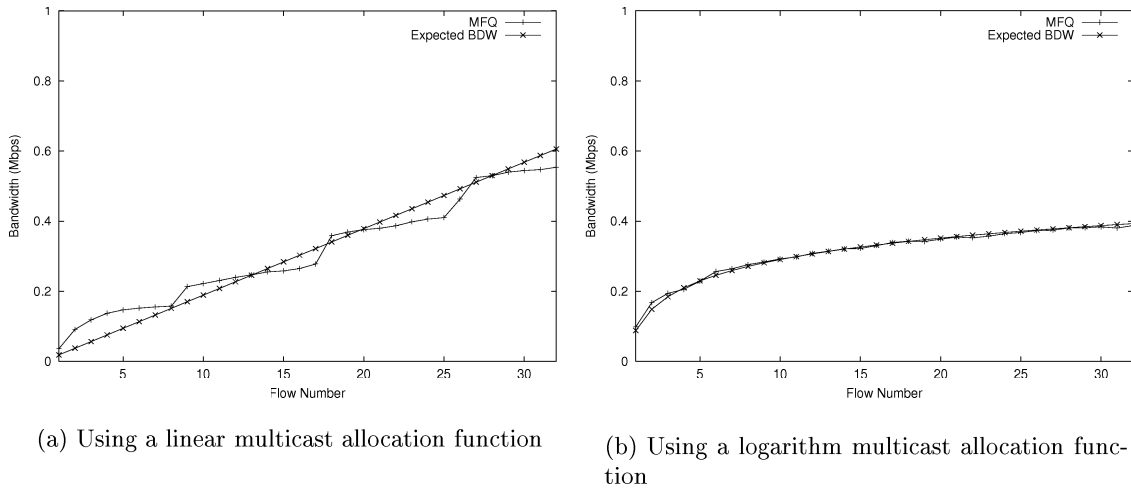 1
0.8
0.6
0.4
0.2
0
Bandwidth (Mbps)
MFQ
Expected BDW
5 10 15 20 25 30
Flow Number
(a) Using a linear multicast allocation function
1
0.8
0.6
0.4
0.2
0
Bandwidth (Mbps)
MFQ
Expected BDW
5 10 15 20 25 30
Flow Number
(b) Using a logarithm multicast allocation func-
tion